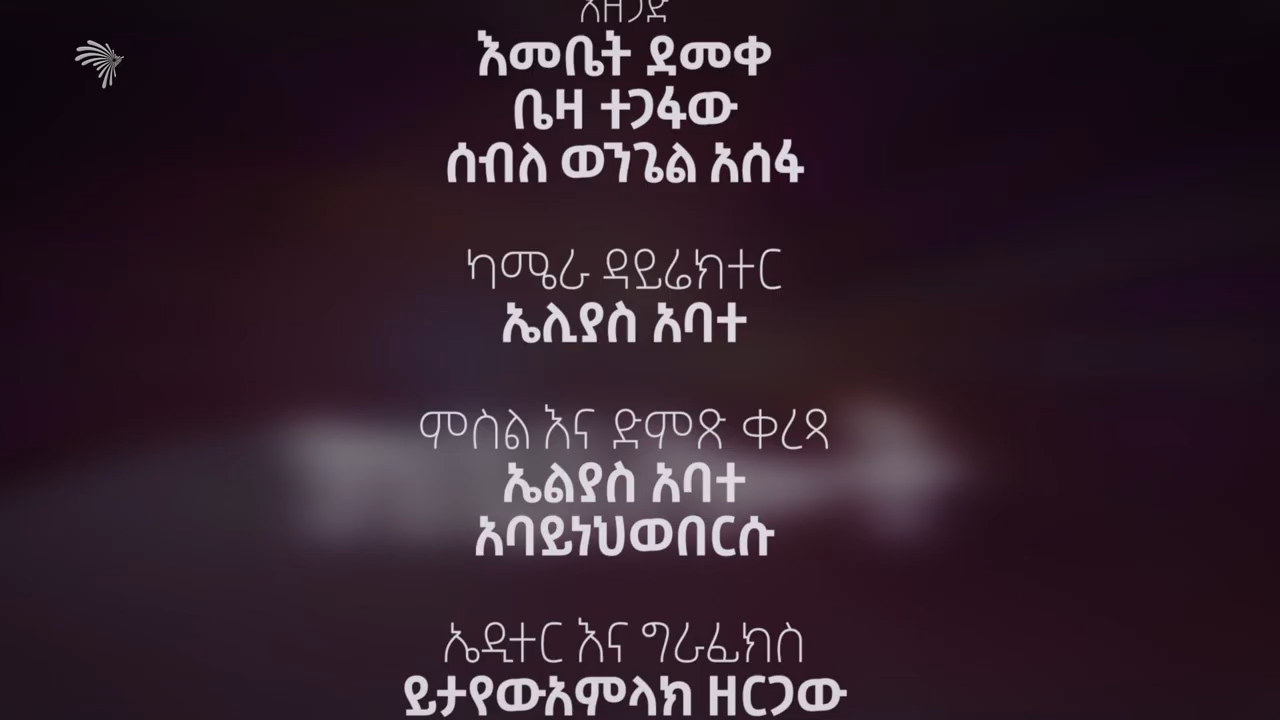 አዘጋጅ
እመቤት ደመቀ
ቤዛ ተጋፋው
ሰብለ ወንጌል አሰፋ
ካሜራ ዳይሬክተር
ኤሊያስ አባተ
ምስል እና ድምጽ ቀረጻ
ኤልያስ አባተ
አባይነህወበርሱ
ኤዲተር እና ግራፊክስ
ይታየውአምላክ ዘርጋው